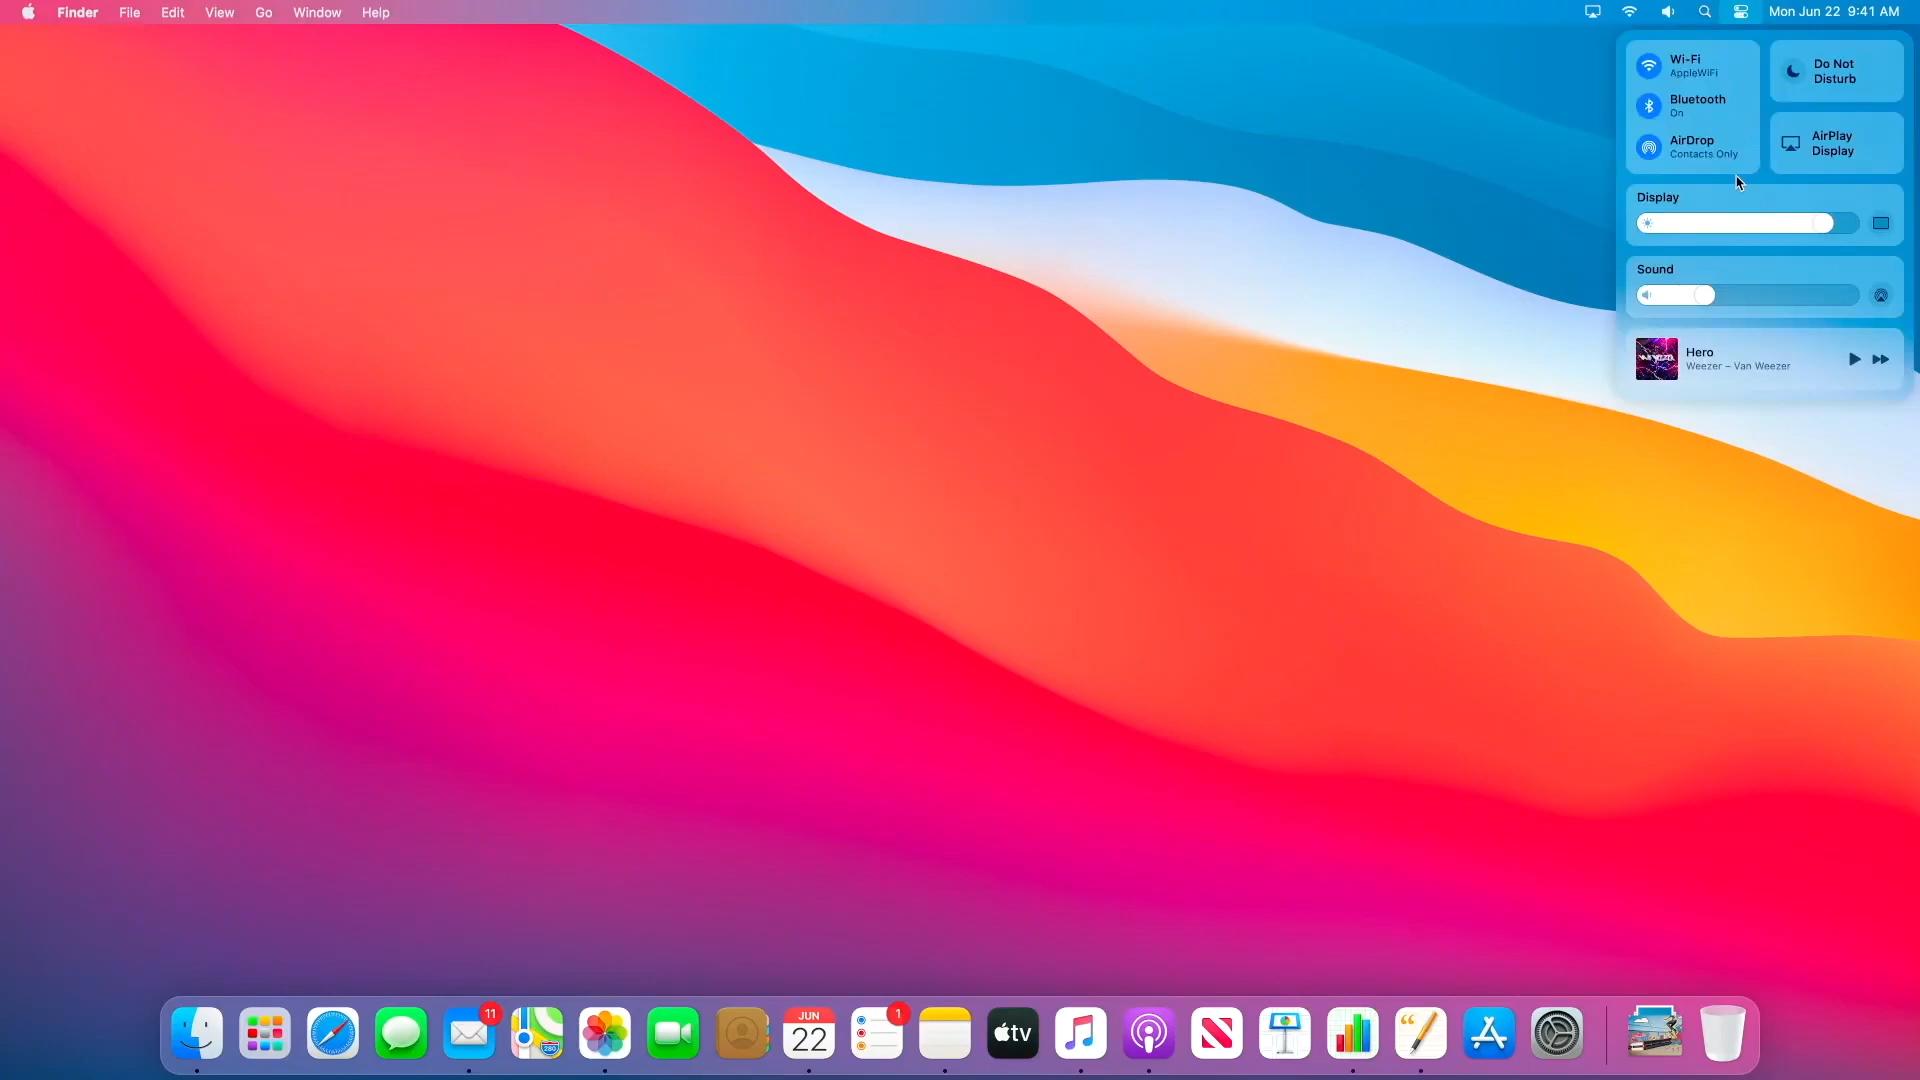 Finder File Edit View Go Window Help
Mon Jun 22 9:41 AM
Wi-Fi
AppleWiFi
Bluetooth
On
AirDrop
Contacts Only
Do Not
Disturb
AirPlay
Display
Display
Sound
Hero
Weezer – Van Weezer
11
280
JUN
22
1
tv